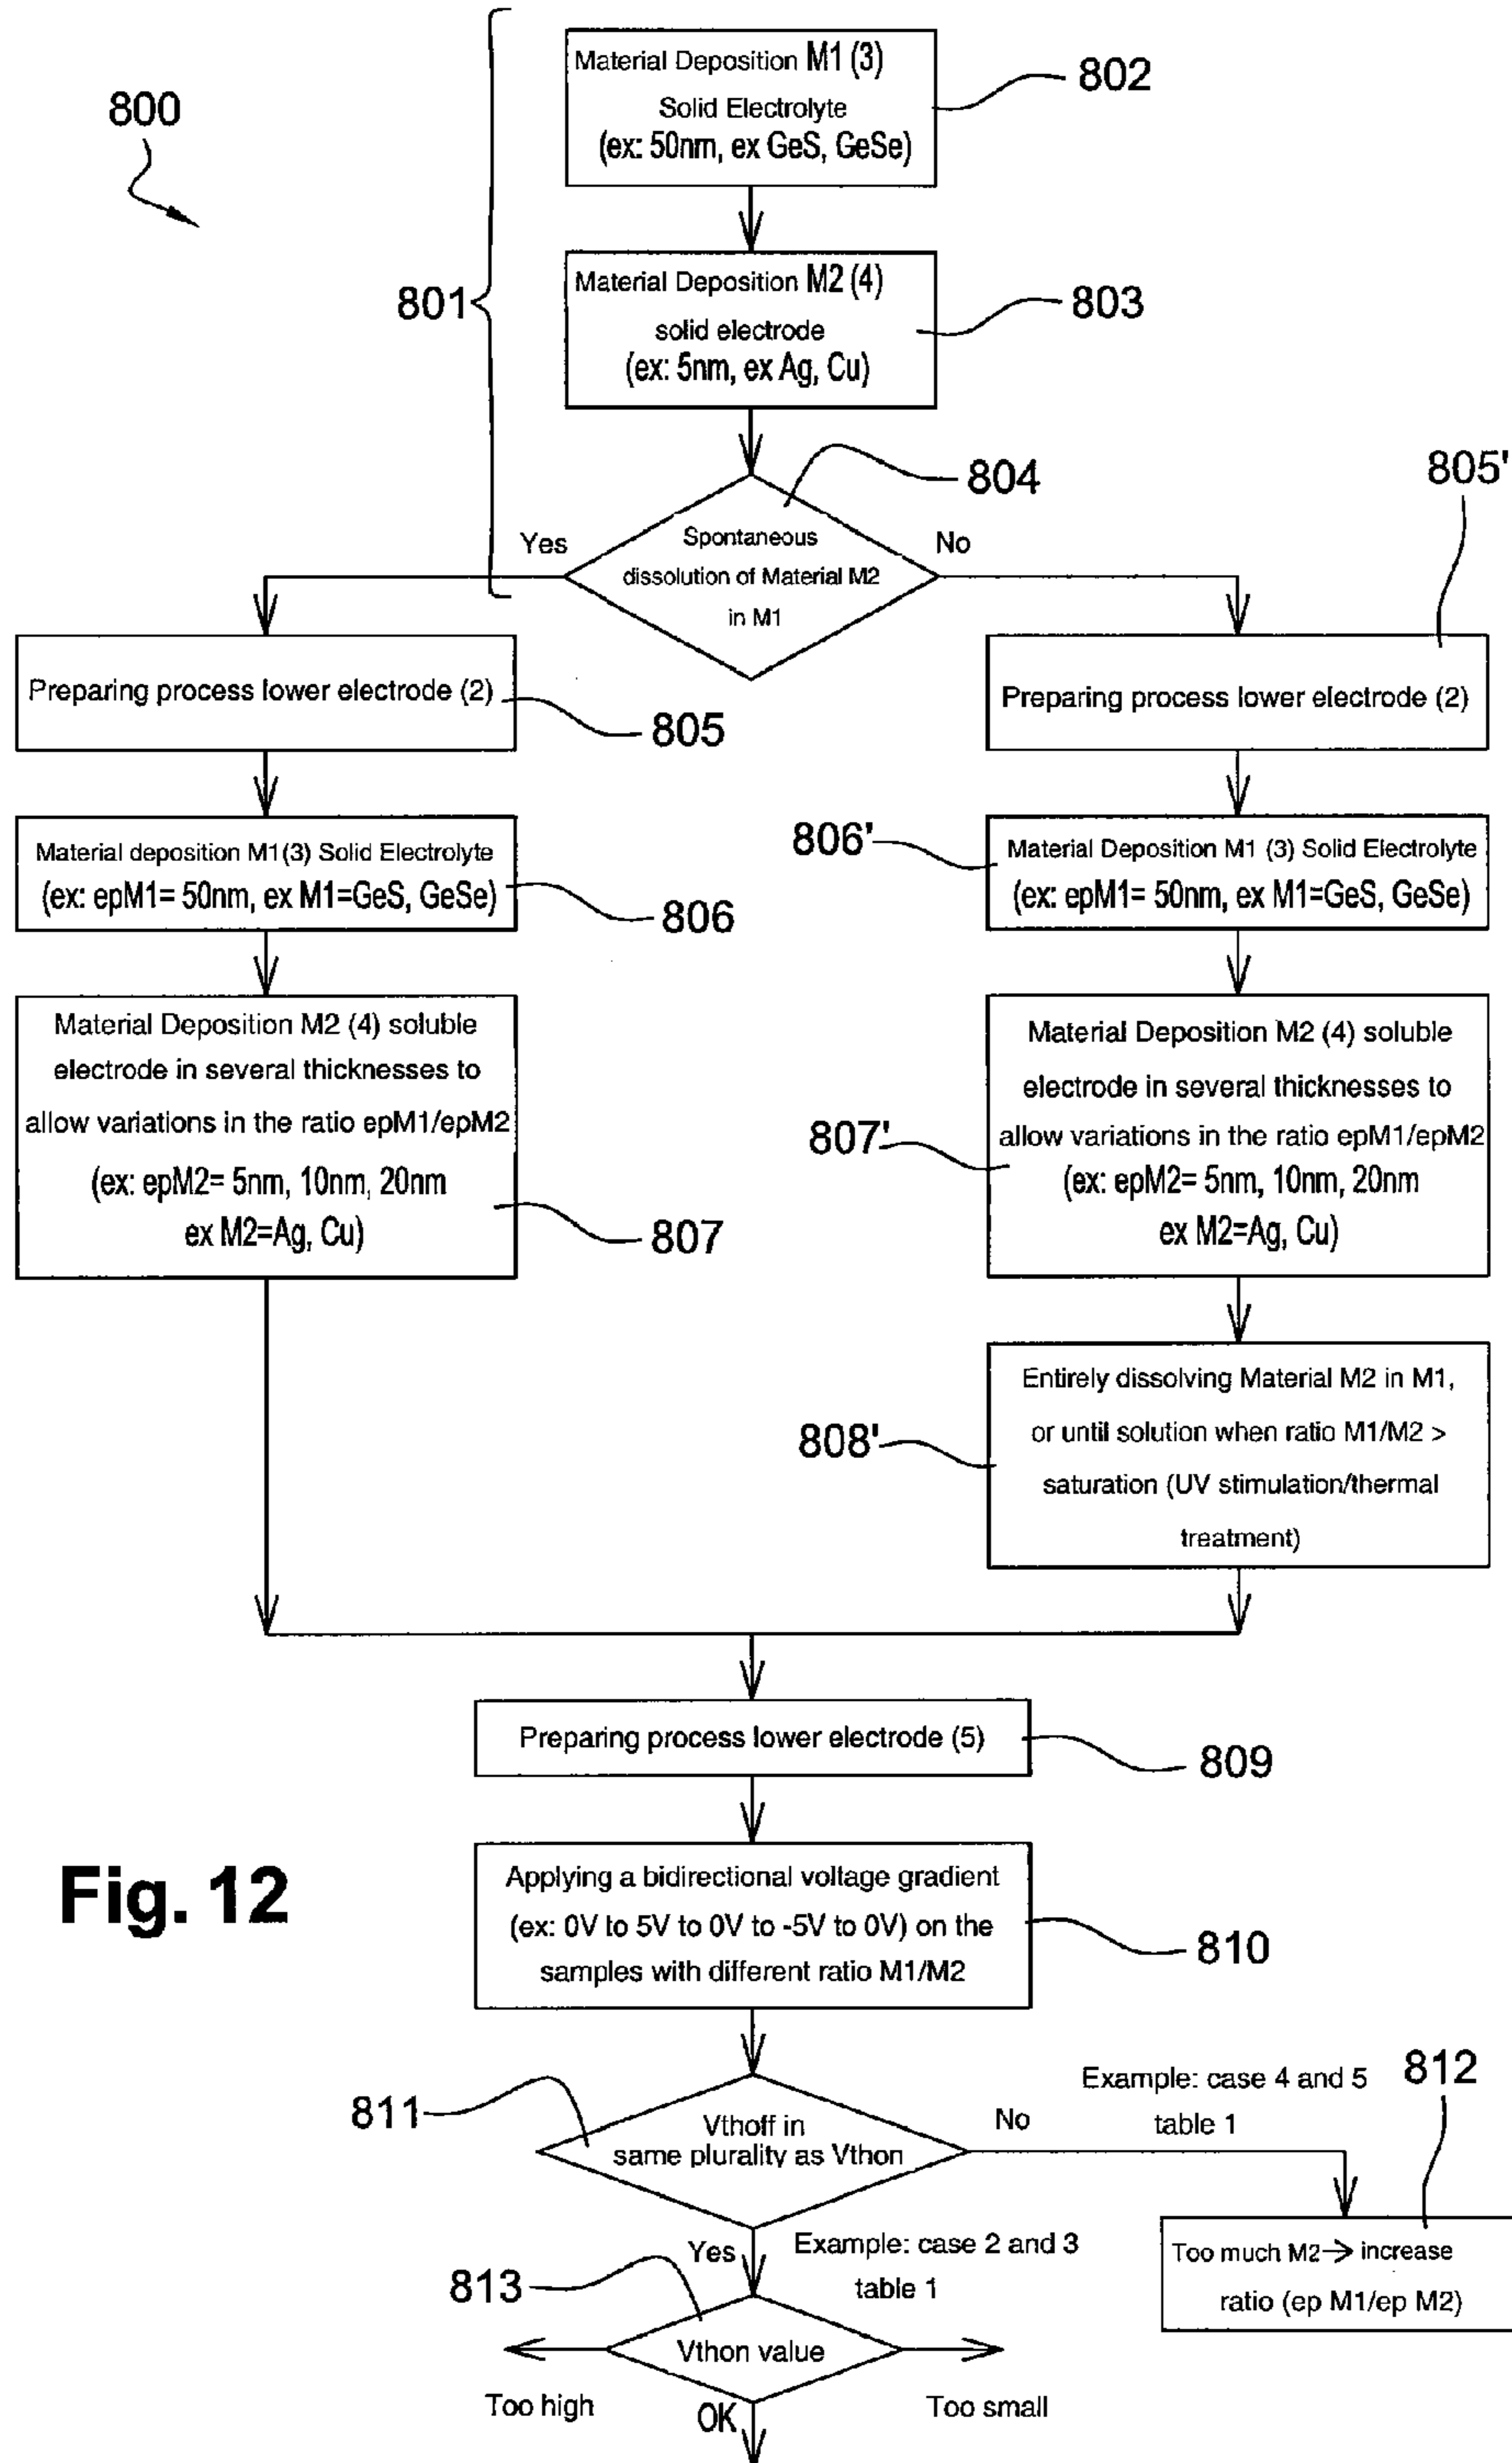 Material Deposition M1 (3)
Solid Electrolyte
(ex: 50nm, ex GeS, GeSe)
802
800
Material Deposition M2 (4)
solid electrode
(ex: 5nm, ex Ag, Cu)
803
801
804
805'
Yes
Spontaneous
dissolution of Material M2
in M1
No
Preparing process lower electrode (2)
805
Preparing process lower electrode (2)
Material deposition M1(3) Solid Electrolyte
(ex: epM1= 50nm, ex M1=GeS, GeSe)
806
806'
Material Deposition M1 (3) Solid Electrolyte
(ex: epM1= 50nm, ex M1=GeS, GeSe)
Material Deposition M2 (4) soluble
electrode in several thicknesses to
allow variations in the ratio epM1/epM2
(ex: epM2= 5nm, 10nm, 20nm
ex M2=Ag, Cu)
807
807'
Material Deposition M2 (4) soluble
electrode in several thicknesses to
allow variations in the ratio epM1/epM2
(ex: epM2= 5nm, 10nm, 20nm
ex M2=Ag, Cu)
808'
Entirely dissolving Material M2 in M1,
or until solution when ratio M1/M2 >
saturation (UV stimulation/thermal
treatment)
Preparing process lower electrode (5)
809
Fig. 12
Applying a bidirectional voltage gradient
(ex: 0V to 5V to 0V to -5V to 0V) on the
samples with different ratio M1/M2
810
811
Vthoff in
same plurality as Vthon
No
Example: case 4 and 5
table 1
812
Too much M2→ increase
ratio (ep M1/ep M2)
Yes
Example: case 2 and 3
table 1
813
Vthon value
Too high
OK
Too small